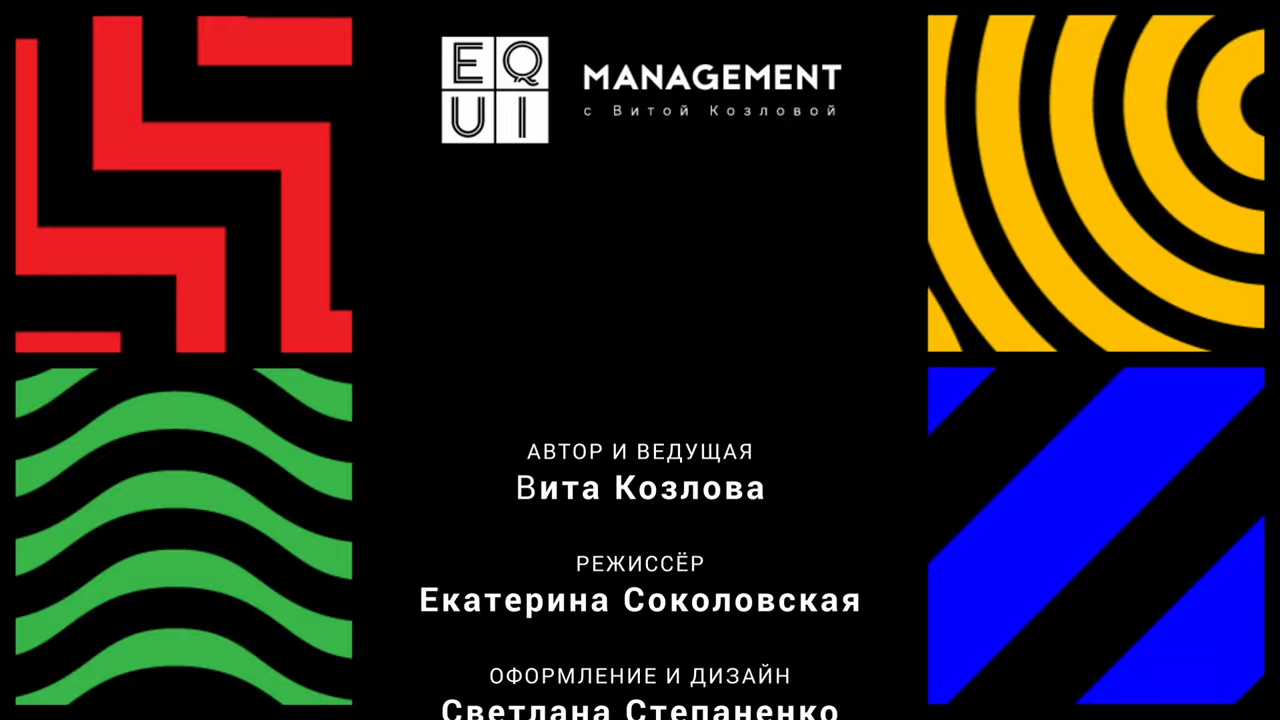 EQ
UI
MANAGEMENT
с Витой Козловой
АВТОР И ВЕДУЩАЯ
Вита Козлова
РЕЖИССЁР
Екатерина Соколовская
ОФОРМЛЕНИЕ И ДИЗАЙН
Светлана Степаненко